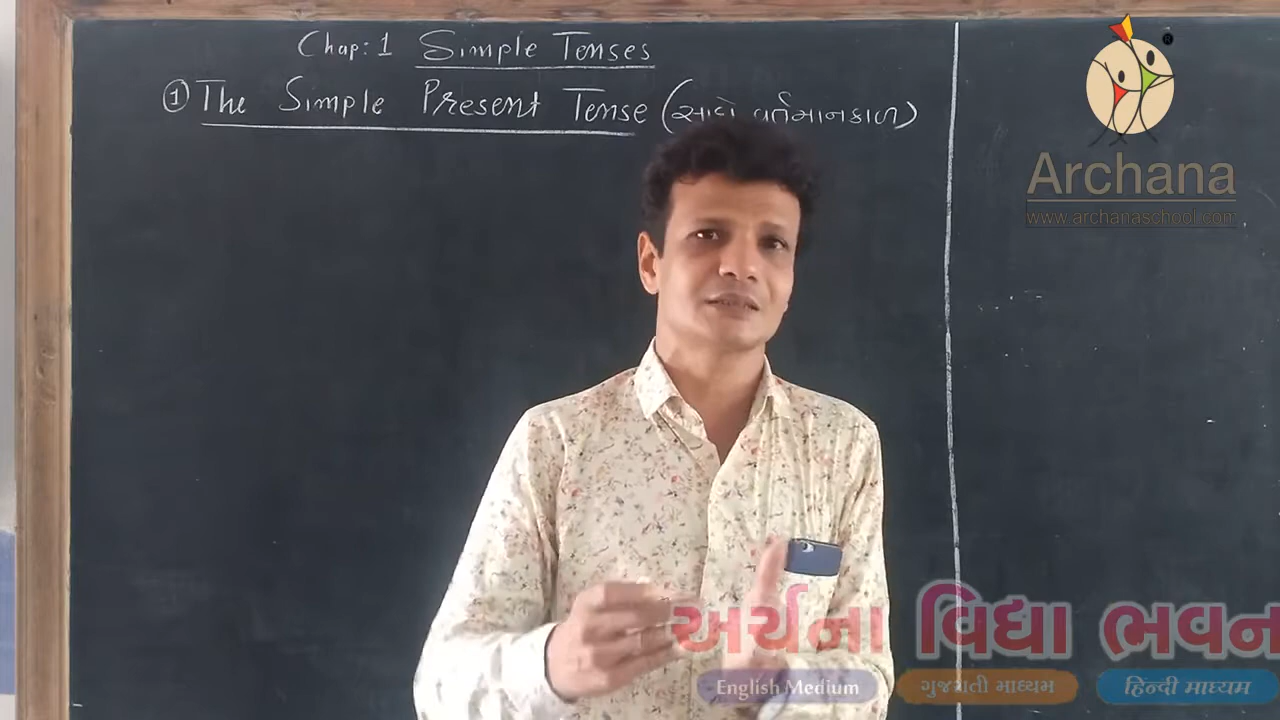 Chap: 1 Simple Tenses
① The Simple Present Tense (સાદો વર્તમાનકાળ)
®
Archana
www.archanaschool.com
અર્ચના વિદ્યા ભવન
English Medium
ગુજરાતી માધ્યમ
हिन्दी माध्यम